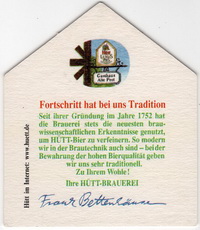 Gasthaus
Alte Post
Fortschritt hat bei uns Tradition
Seit ihrer Gründung im Jahre 1752 hat
die Brauerei stets die neuesten brau-
wissenschaftlichen Erkenntnisse genutzt,
um HÜTT-Bier zu verfeinern. So modern
wir in der Brautechnik auch sind – bei der
Bewahrung der hohen Bierqualität geben
wir uns sehr traditionell.
Zu Ihrem Wohle!
Ihre HÜTT-BRAUEREI
Frank Bettenhäuser
Hütt im Internet: www.huett.de